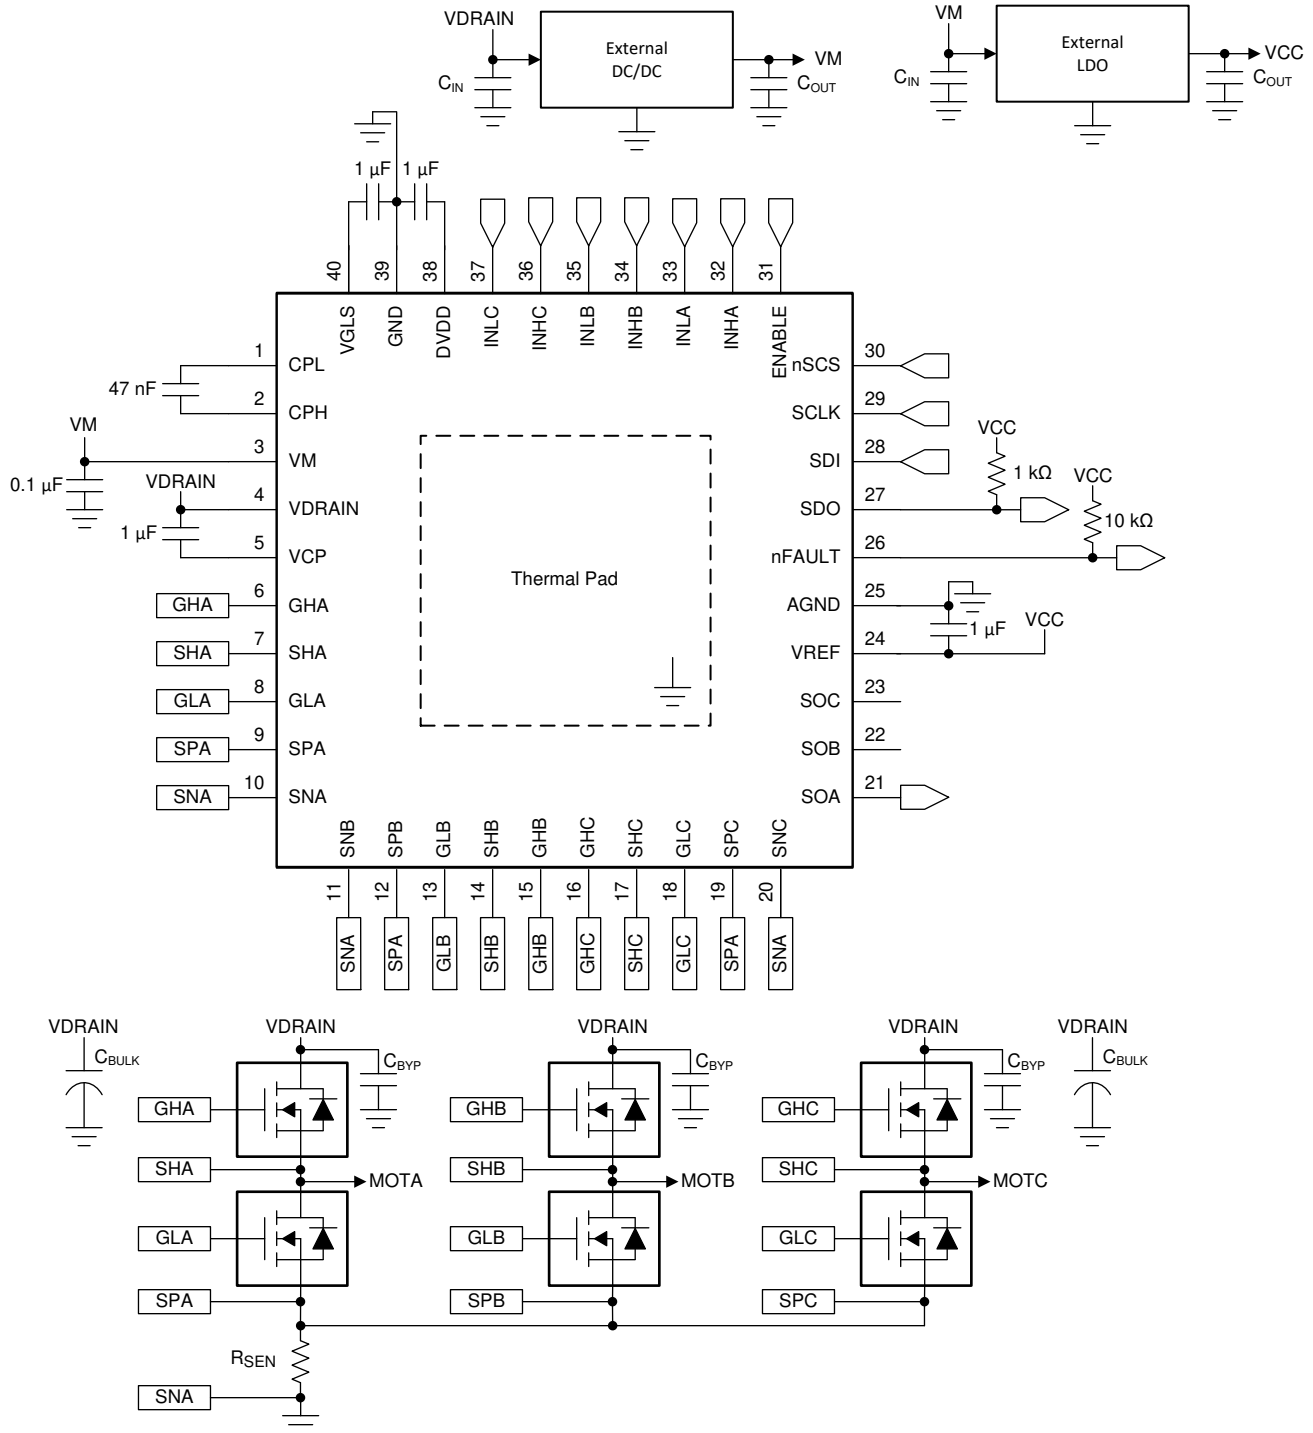 VDRAIN
External
DC/DC
VM
CIN
COUT
VM
External
LDO
VCC
CIN
COUT
1 µF
1 µF
40
39
38
37
36
35
34
33
32
31
VGLS
GND
DVDD
INLC
INHC
INLB
INHB
INLA
INHA
ENABLE
1
CPL
47 nF
2
CPH
VM
3
VM
0.1 µF
VDRAIN
4
VDRAIN
1 µF
5
VCP
GHA
6
GHA
SHA
7
SHA
GLA
8
GLA
SPA
9
SPA
SNA
10
SNA
Thermal Pad
nSCS
30
SCLK
29
SDI
28
VCC
1 kΩ
SDO
27
VCC
10 kΩ
nFAULT
26
AGND
25
1 µF
VCC
VREF
24
SOC
23
SOB
22
SOA
21
SNB
SPB
GLB
SHB
GHB
GHC
SHC
GLC
SPC
SNC
11
12
13
14
15
16
17
18
19
20
SNA
SPA
GLB
SHB
GHB
GHC
SHC
GLC
SPA
SNA
VDRAIN
CBULK
VDRAIN
CBYP
GHA
SHA
MOTA
GLA
SPA
RSEN
SNA
VDRAIN
CBYP
GHB
SHB
MOTB
GLB
SPB
VDRAIN
CBYP
GHC
SHC
MOTC
GLC
SPC
VDRAIN
CBULK